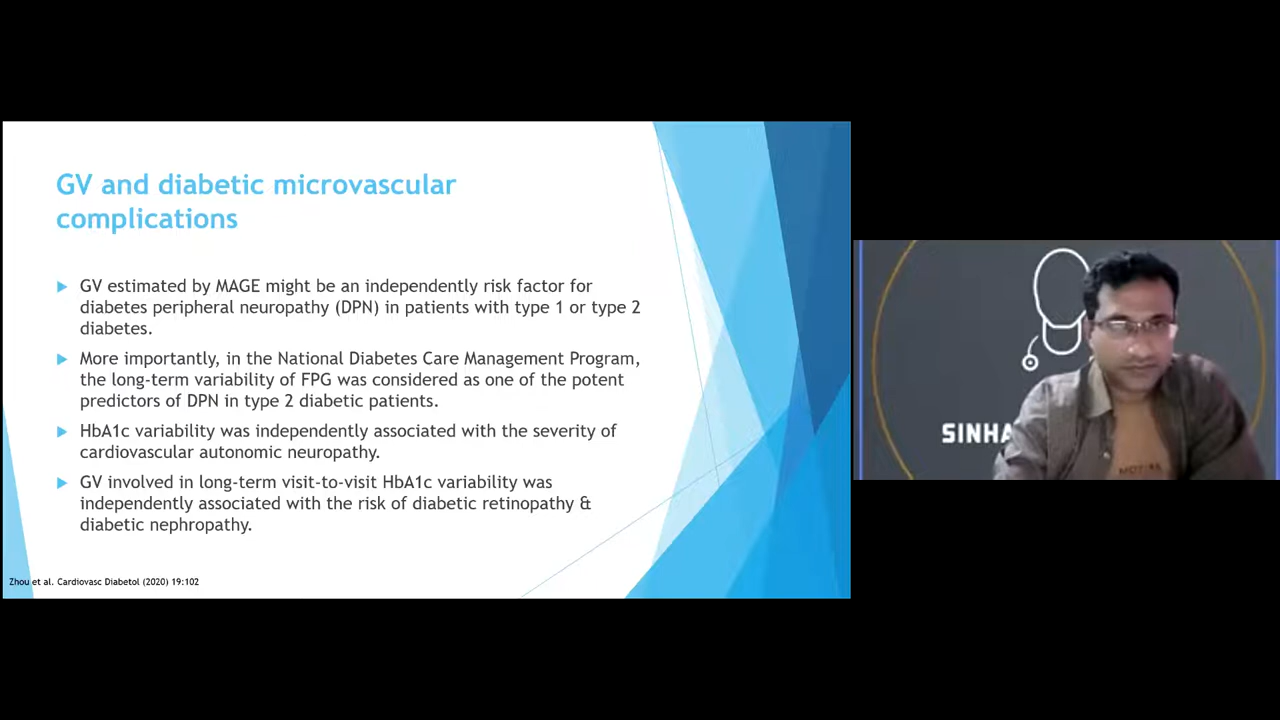 GV and diabetic microvascular
complications
GV estimated by MAGE might be an independently risk factor for
diabetes peripheral neuropathy (DPN) in patients with type 1 or type 2
diabetes.
More importantly, in the National Diabetes Care Management Program,
the long-term variability of FPG was considered as one of the potent
predictors of DPN in type 2 diabetic patients.
HbA1c variability was independently associated with the severity of
cardiovascular autonomic neuropathy.
GV involved in long-term visit-to-visit HbA1c variability was
independently associated with the risk of diabetic retinopathy &
diabetic nephropathy.
Zhou et al. Cardiovasc Diabetol (2020) 19:102
SINHA